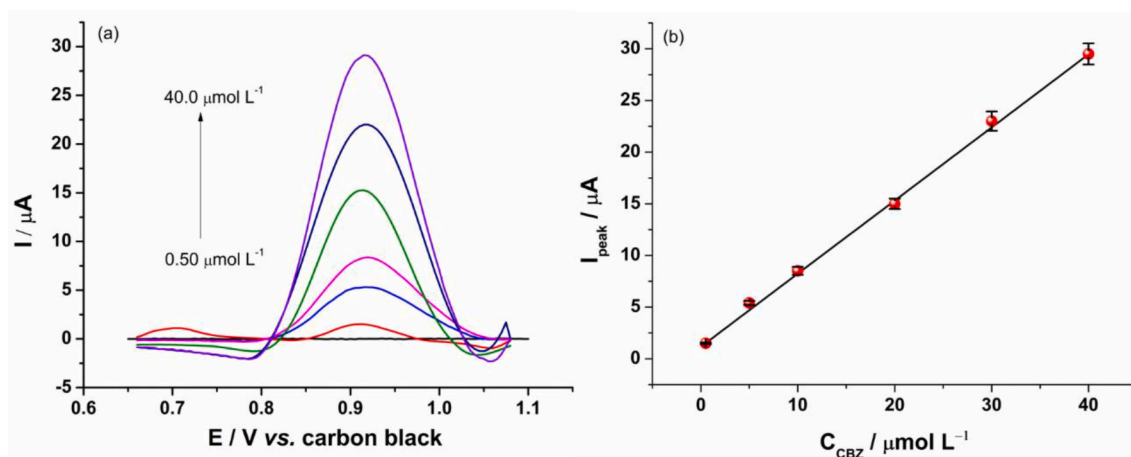 (a)
30
25
20
15
10
5
0
-5
40.0 μmol L⁻¹
0.50 μmol L⁻¹
I / μA
0.6 0.7 0.8 0.9 1.0 1.1
E / V vs. carbon black
(b)
30
25
20
15
10
5
0
I_peak / μA
0 10 20 30 40
C_CBZ / μmol L⁻¹